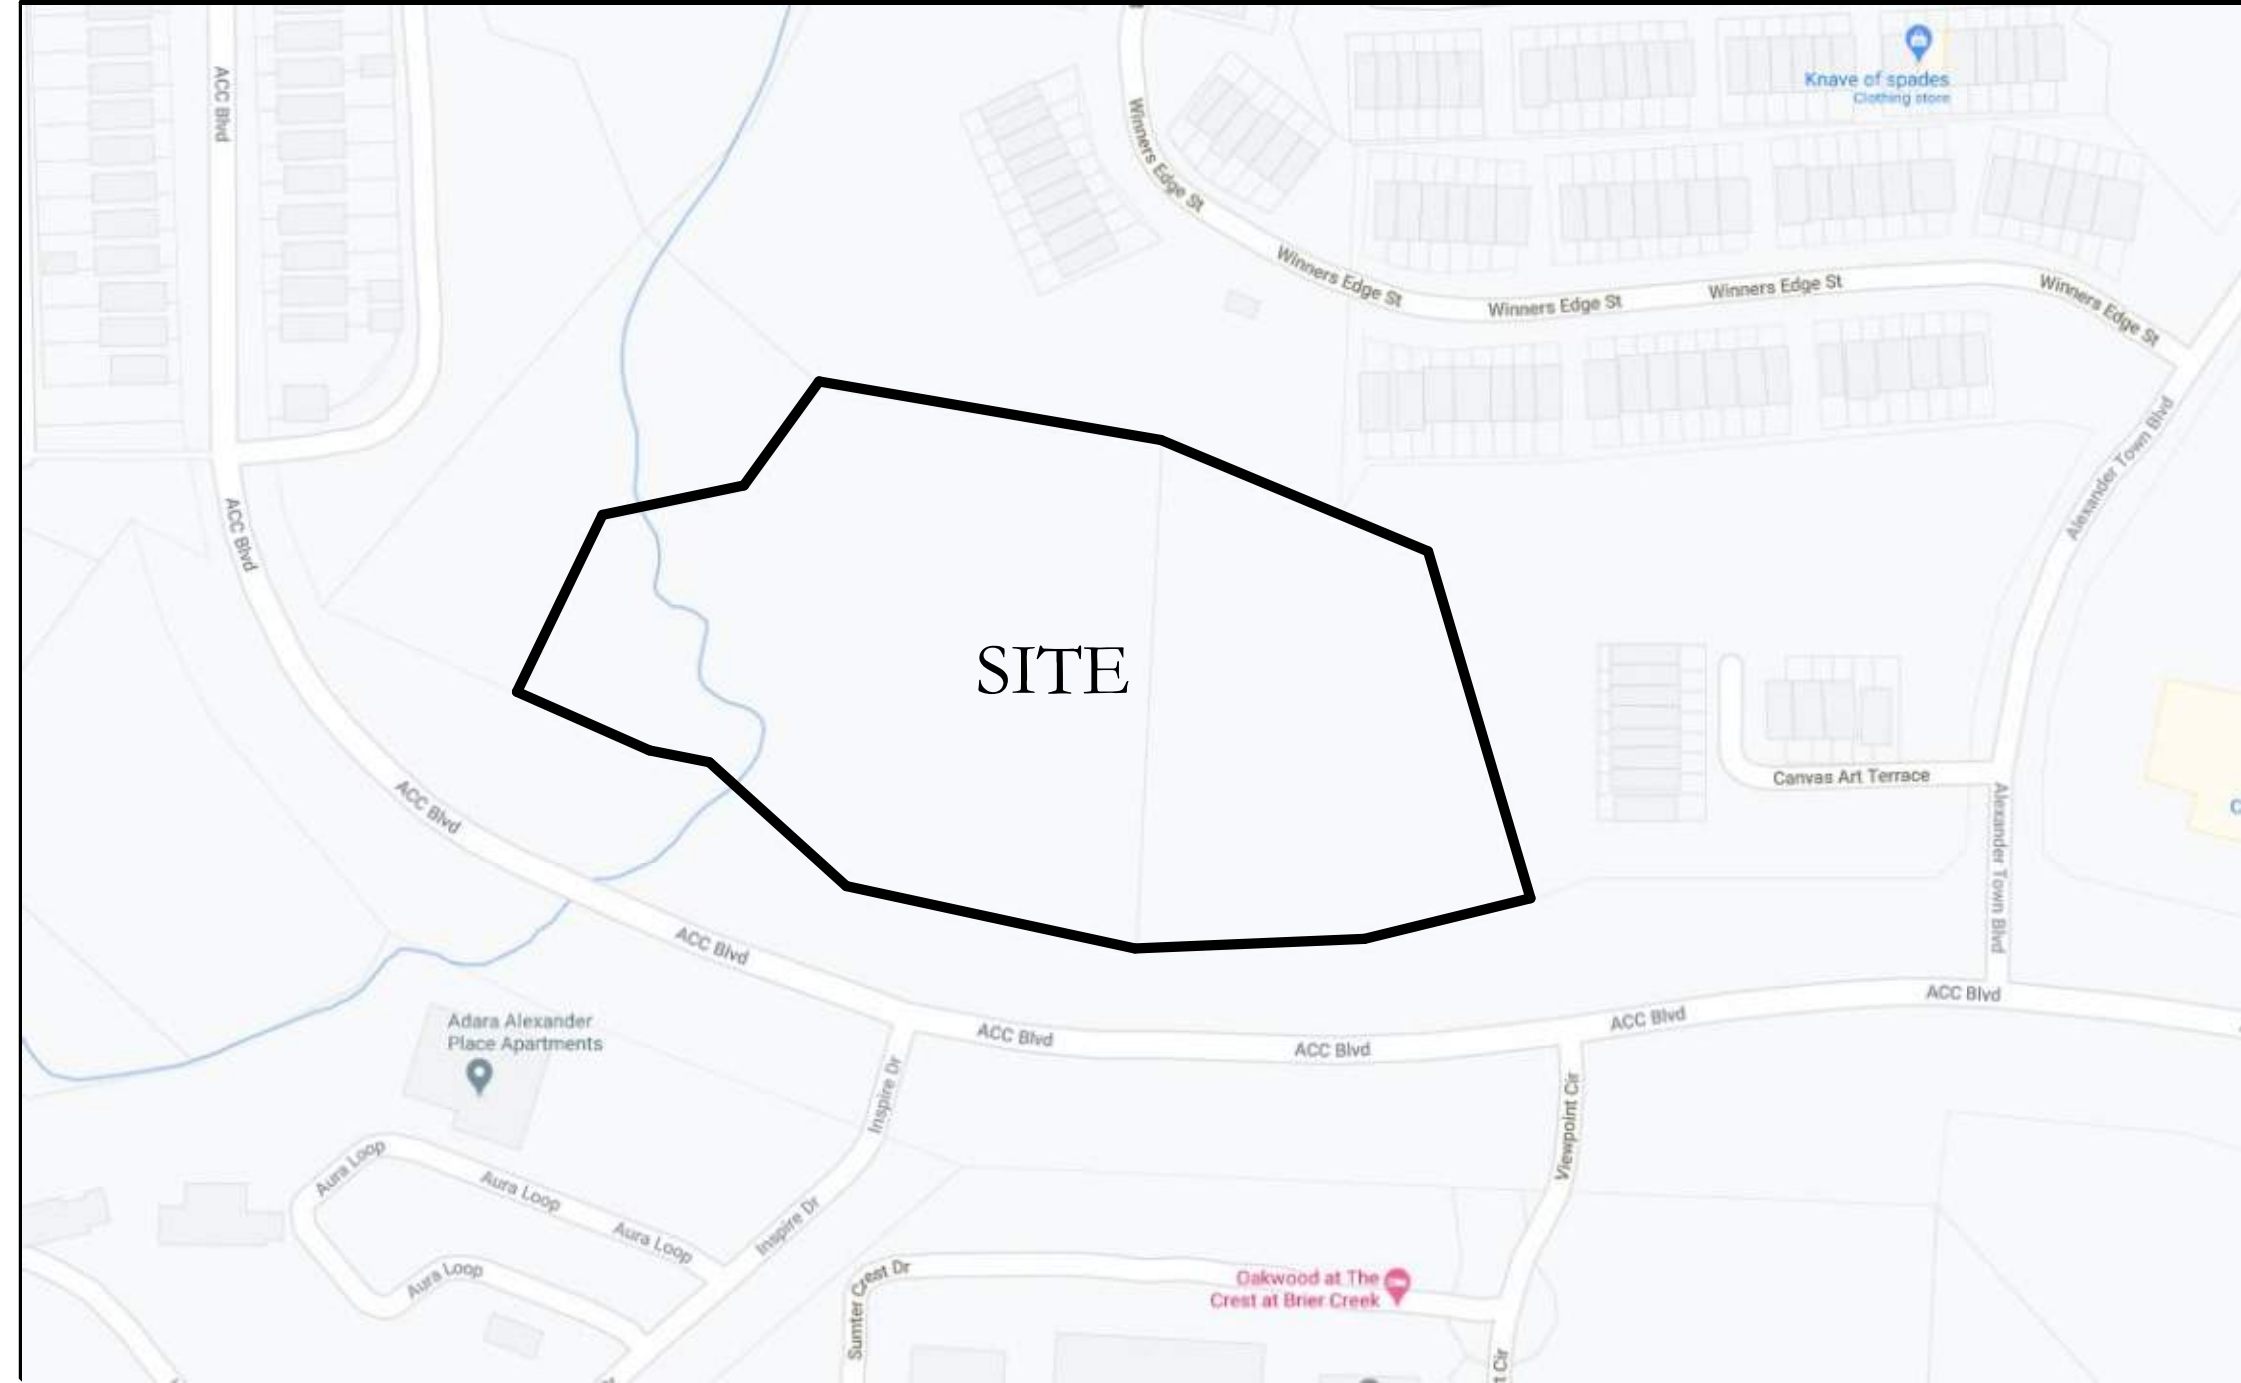 ACC Blvd
Knave of spades
Clothing store
Winners Edge St
Winners Edge St
Winners Edge St
Winners Edge St
Winners Edge St
Alexander Town Blvd
ACC Blvd
SITE
Canvas Art Terrace
Alexander Town Blvd
ACC Blvd
ACC Blvd
ACC Blvd
ACC Blvd
ACC Blvd
ACC Blvd
Adara Alexander
Place Apartments
Inspire Dr
Viewpoint Cir
Aura Loop
Aura Loop
Aura Loop
Inspire Dr
Aura Loop
Sumter Crest Dr
Oakwood at The
Crest at Brier Creek
Cir